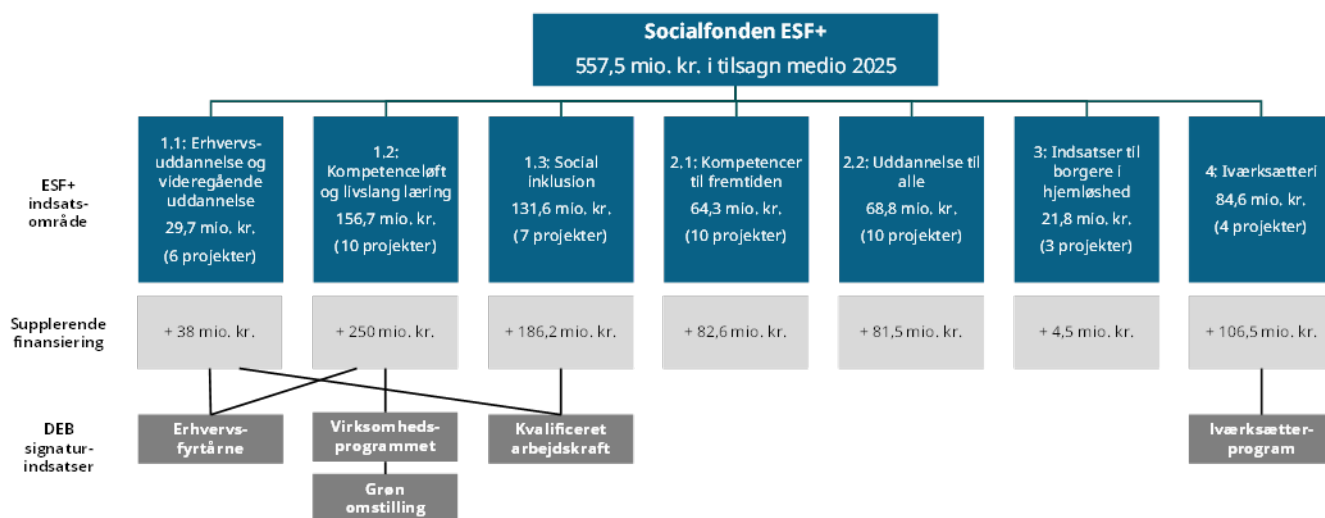 Socialfonden ESF+
557,5 mio. kr. i tilsagn medio 2025
ESF+
indsats-
område
1.1: Erhvervs-
uddannelse og
videregående
uddannelse
29,7 mio. kr.
(6 projekter)
1.2:
Kompetenceløft
og livslang læring
156,7 mio. kr.
(10 projekter)
1.3: Social
inklusion
131,6 mio. kr.
(7 projekter)
2.1: Kompetencer
til fremtiden
64,3 mio. kr.
(10 projekter)
2.2: Uddannelse til
alle
68,8 mio. kr.
(10 projekter)
3: Indsatser til
borgere i
hjemløshed
21,8 mio. kr.
(3 projekter)
4: Iværksætteri
84,6 mio. kr.
(4 projekter)
Supplerende
finansiering
+ 38 mio. kr.
+ 250 mio. kr.
+ 186,2 mio. kr.
+ 82,6 mio. kr.
+ 81,5 mio. kr.
+ 4,5 mio. kr.
+ 106,5 mio. kr.
DEB
signatur-
indsatser
Erhvervs-
fyrtårne
Virksomheds-
programmet
Kvalificeret
arbejdskraft
Iværksætter-
program
Grøn
omstilling